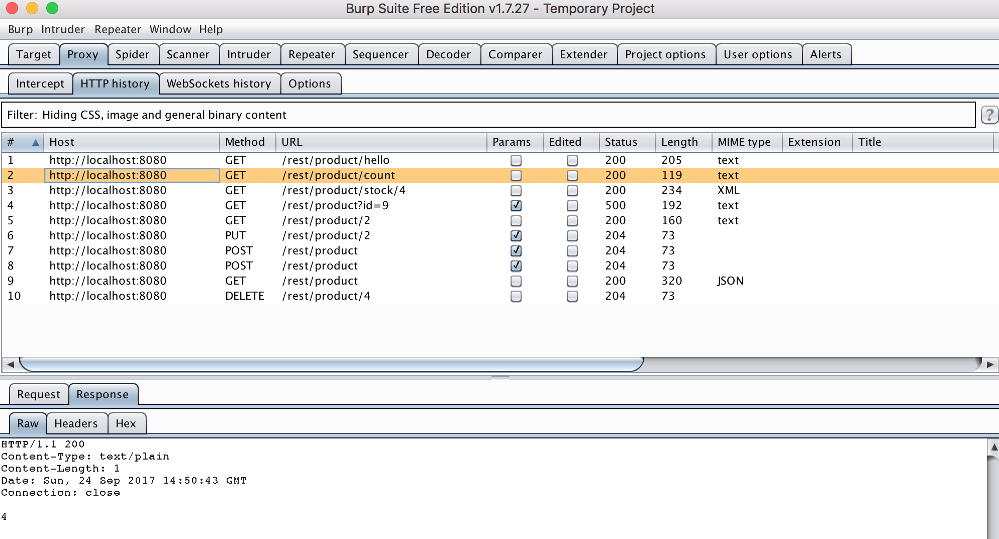 Burp Suite Free Edition v1.7.27 - Temporary Project
Burp Intruder Repeater Window Help
Target Proxy Spider Scanner Intruder Repeater Sequencer Decoder Comparer Extender Project options User options Alerts
Intercept HTTP history WebSockets history Options
Filter: Hiding CSS, image and general binary content
?
# Host Method URL Params Edited Status Length MIME type Extension Title
1 http://localhost:8080 GET /rest/product/hello 200 205 text
2 http://localhost:8080 GET /rest/product/count 200 119 text
3 http://localhost:8080 GET /rest/product/stock/4 200 234 XML
4 http://localhost:8080 GET /rest/product?id=9 500 192 text
5 http://localhost:8080 GET /rest/product/2 200 160 text
6 http://localhost:8080 PUT /rest/product/2 204 73
7 http://localhost:8080 POST /rest/product 204 73
8 http://localhost:8080 POST /rest/product 204 73
9 http://localhost:8080 GET /rest/product 200 320 JSON
10 http://localhost:8080 DELETE /rest/product/4 204 73
Request Response
Raw Headers Hex
HTTP/1.1 200
Content-Type: text/plain
Content-Length: 1
Date: Sun, 24 Sep 2017 14:50:43 GMT
Connection: close
4